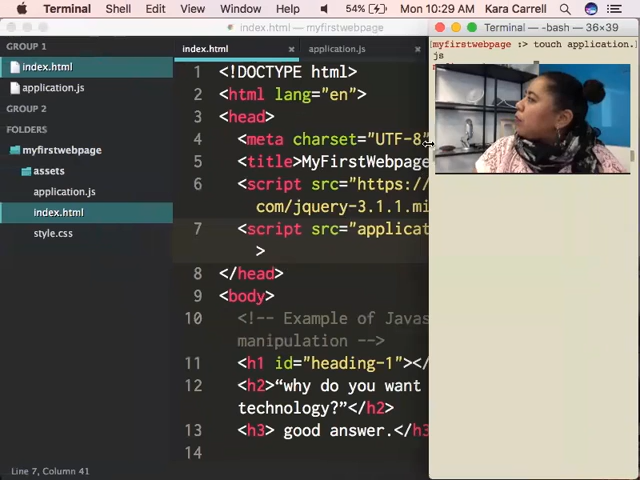 Terminal Shell Edit View 54% Mon 10:29 AM Kara Carrell
index.html — myfirstwebpage
Terminal — -bash — 36×39
GROUP 1
index.html
application.js
GROUP 2
FOLDERS
myfirstwebpage
assets
application.js
index.html
style.css
index.html × application.js ×
1 <!DOCTYPE html>
2 <html lang="en">
3 <head>
4 <meta charset="UTF-8"
5 <title>MyFirstWebpage
6 <script src="https://
com/jquery-3.1.1.mi
7 <script src="applicat
>
8 </head>
9 <body>
10 <!-- Example of Javas
manipulation -->
11 <h1 id="heading-1"></
12 <h2>“why do you want
technology?”</h2>
13 <h3> good answer.</h3
14
[myfirstwebpage :> touch application.]
js
Line 7, Column 41